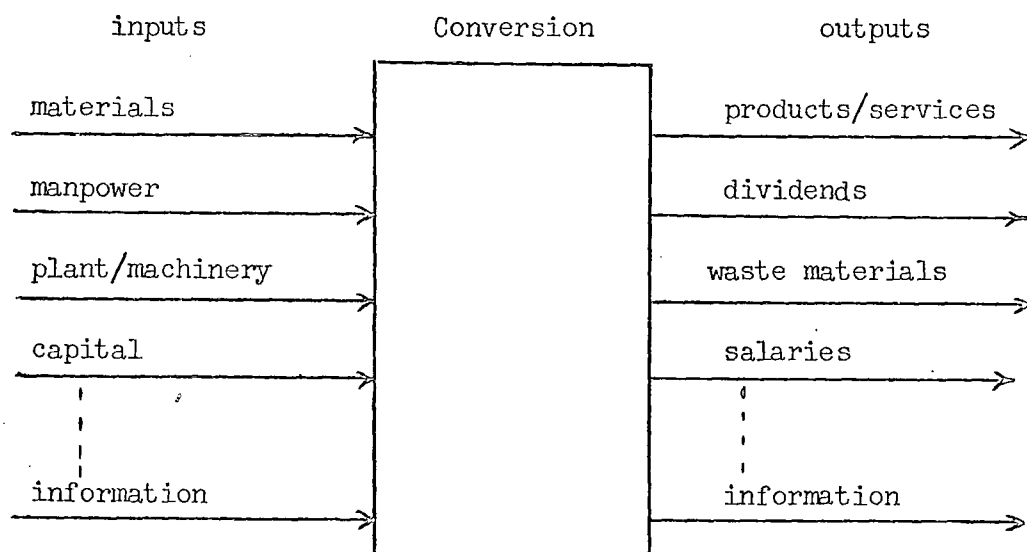 inputs Conversion outputs
materials products/services
manpower dividends
plant/machinery waste materials
capital salaries
information information